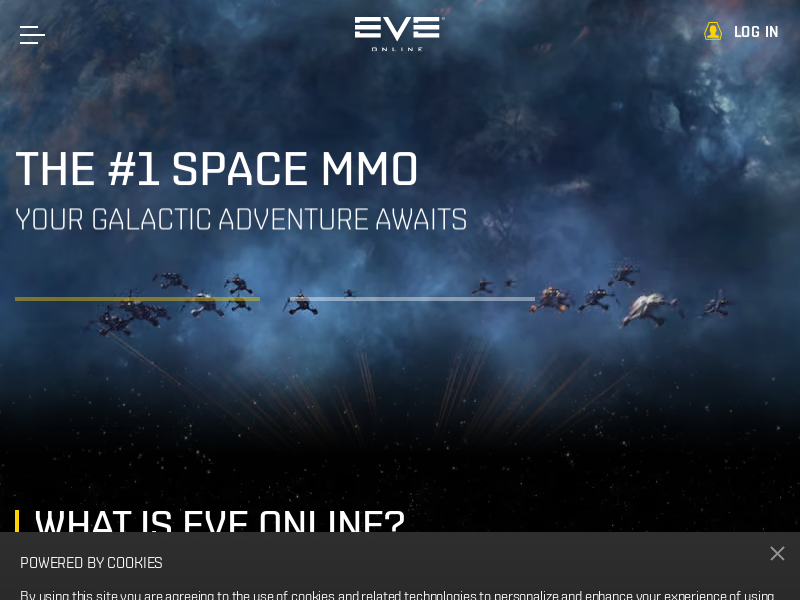 EVE
ONLINE
LOG IN
THE #1 SPACE MMO
YOUR GALACTIC ADVENTURE AWAITS
WHAT IS EVE ONLINE?
POWERED BY COOKIES
By using this site you are agreeing to the use of cookies and related technologies to personalize and enhance your experience of using